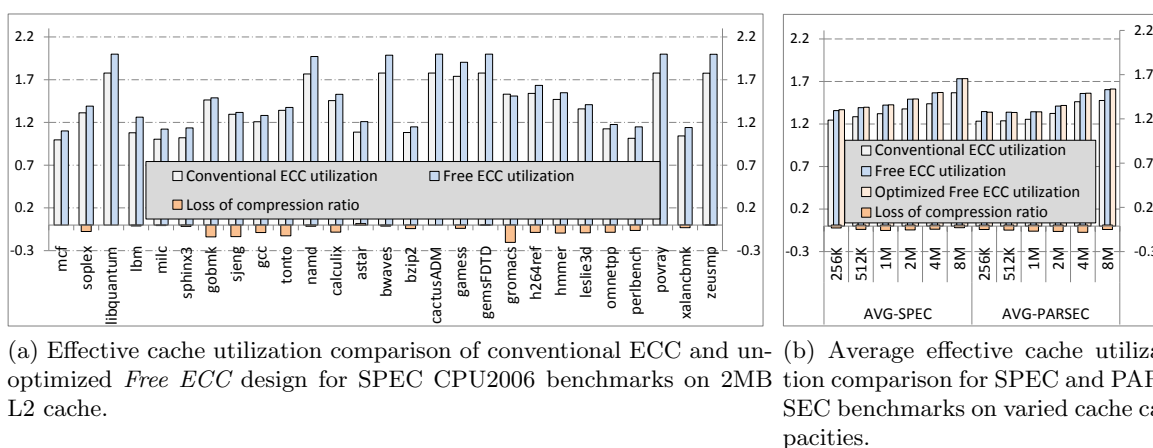 2.2
1.7
1.2
0.7
0.2
-0.3
2.2
1.7
1.2
0.7
0.2
-0.3
Conventional ECC utilization
Free ECC utilization
Loss of compression ratio
mcf
soplex
libquantum
lbm
milc
sphinx3
gobmk
sjeng
gcc
tonto
namd
calculix
astar
bwaves
bzip2
cactusADM
gamess
gemsFDTD
gromacs
h264ref
hmmer
leslie3d
omnetpp
perlbench
povray
xalancbmk
zeusmp
(a) Effective cache utilization comparison of conventional ECC and un-
optimized Free ECC design for SPEC CPU2006 benchmarks on 2MB
L2 cache.
2.2
1.7
1.2
0.7
0.2
-0.3
2.2
1.7
1.2
0.7
0.2
-0.3
Conventional ECC utilization
Free ECC utilization
Optimized Free ECC utilization
Loss of compression ratio
256K
512K
1M
2M
4M
8M
256K
512K
1M
2M
4M
8M
AVG-SPEC
AVG-PARSEC
(b) Average effective cache utiliza
tion comparison for SPEC and PAR
SEC benchmarks on varied cache ca
pacities.